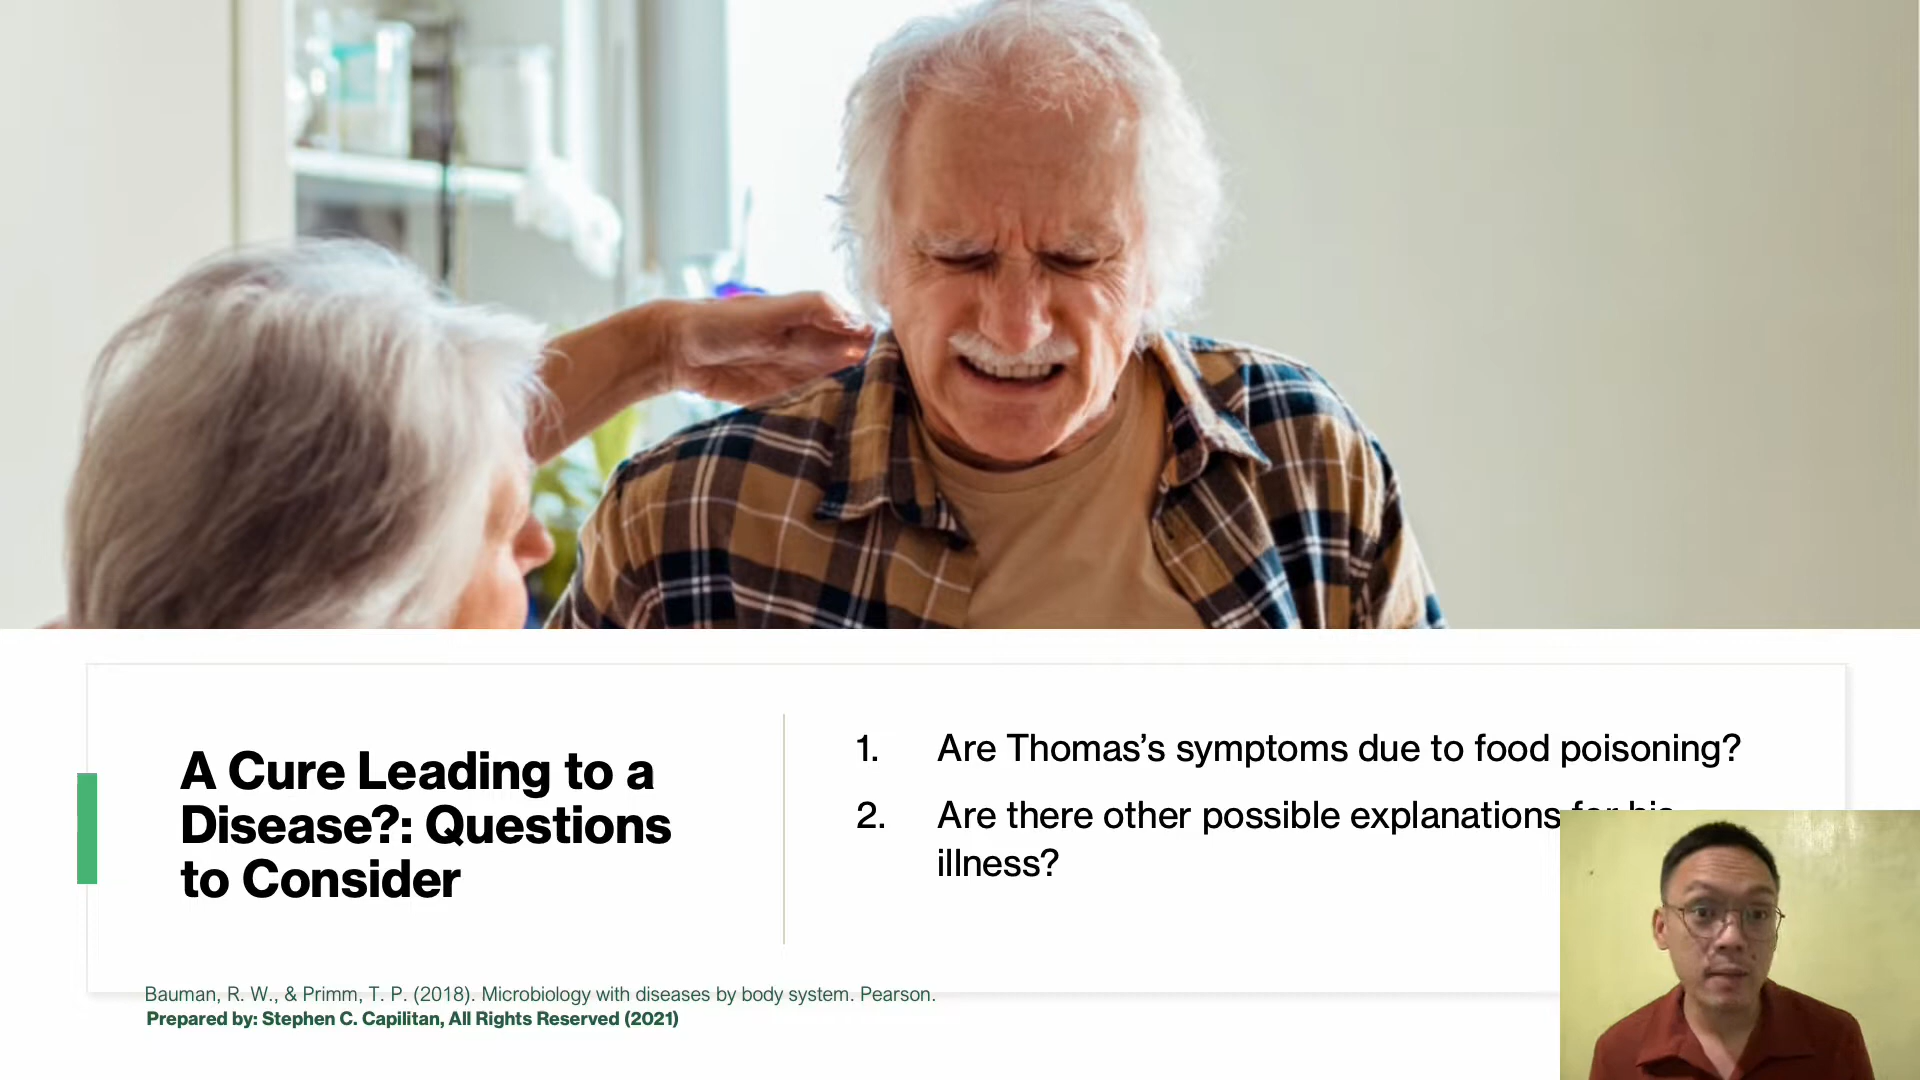 A Cure Leading to a
Disease?: Questions
to Consider
1. Are Thomas’s symptoms due to food poisoning?
2. Are there other possible explanations for his
illness?
Bauman, R. W., & Primm, T. P. (2018). Microbiology with diseases by body system. Pearson.
Prepared by: Stephen C. Capilitan, All Rights Reserved (2021)